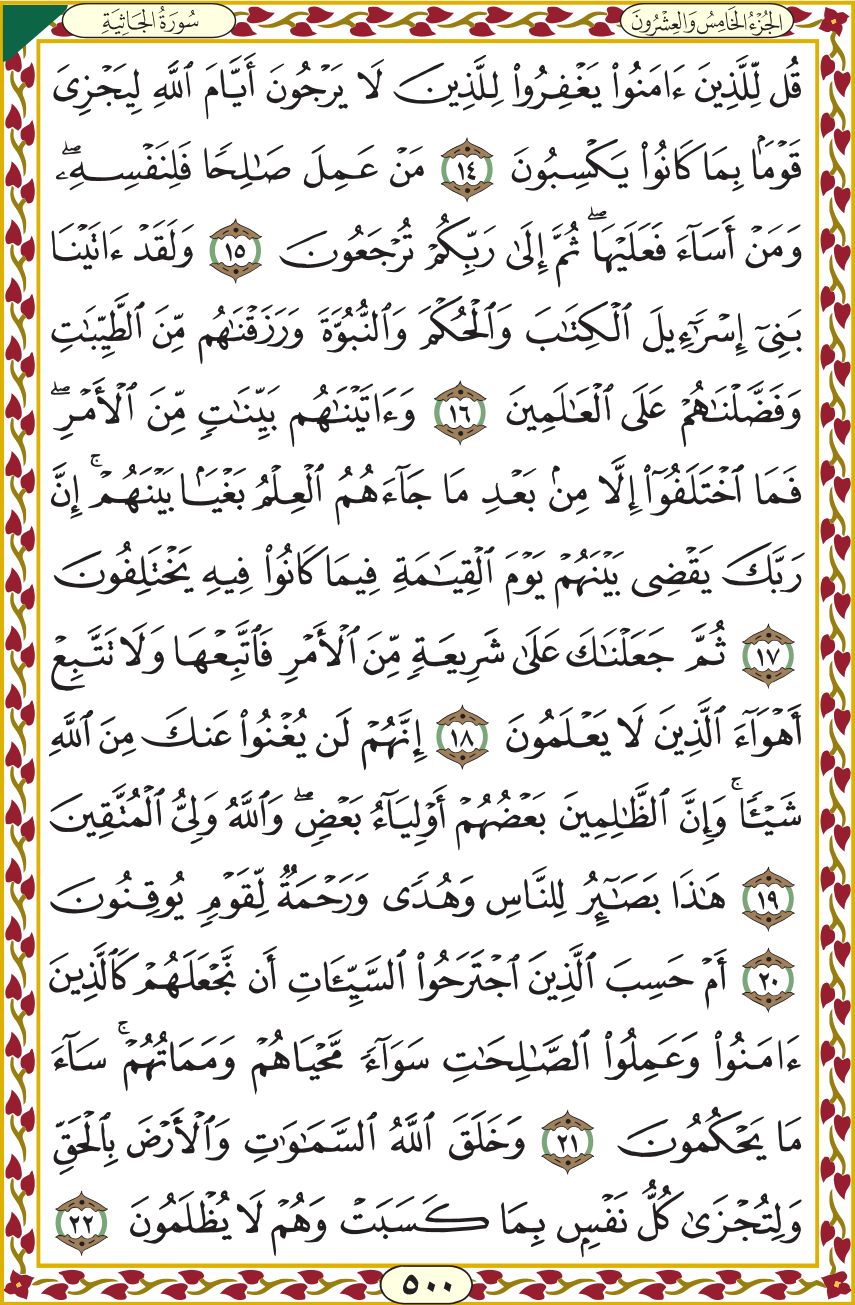 سُورَةُ الجَاثِيَةِ
الجُزْءُ الخَامِسُ وَالعِشْرُونَ
قُل لِّلَّذِينَ ءَامَنُوا۟ يَغْفِرُوا۟ لِلَّذِينَ لَا يَرْجُونَ أَيَّامَ ٱللَّهِ لِيَجْزِىَ
قَوْمًۢا بِمَا كَانُوا۟ يَكْسِبُونَ ١٤ مَنْ عَمِلَ صَـٰلِحًا فَلِنَفْسِهِۦ ۖ
وَمَنْ أَسَآءَ فَعَلَيْهَا ۖ ثُمَّ إِلَىٰ رَبِّكُمْ تُرْجَعُونَ ١٥ وَلَقَدْ ءَاتَيْنَا
بَنِىٓ إِسْرَٰٓءِيلَ ٱلْكِتَـٰبَ وَٱلْحُكْمَ وَٱلنُّبُوَّةَ وَرَزَقْنَـٰهُم مِّنَ ٱلطَّيِّبَـٰتِ
وَفَضَّلْنَـٰهُمْ عَلَى ٱلْعَـٰلَمِينَ ١٦ وَءَاتَيْنَـٰهُم بَيِّنَـٰتٍ مِّنَ ٱلْأَمْرِ ۖ
فَمَا ٱخْتَلَفُوٓا۟ إِلَّا مِنۢ بَعْدِ مَا جَآءَهُمُ ٱلْعِلْمُ بَغْيًۢا بَيْنَهُمْ ۚ إِنَّ
رَبَّكَ يَقْضِى بَيْنَهُمْ يَوْمَ ٱلْقِيَـٰمَةِ فِيمَا كَانُوا۟ فِيهِ يَخْتَلِفُونَ
١٧ ثُمَّ جَعَلْنَـٰكَ عَلَىٰ شَرِيعَةٍ مِّنَ ٱلْأَمْرِ فَٱتَّبِعْهَا وَلَا تَتَّبِعْ
أَهْوَآءَ ٱلَّذِينَ لَا يَعْلَمُونَ ١٨ إِنَّهُمْ لَن يُغْنُوا۟ عَنكَ مِنَ ٱللَّهِ
شَيْـًٔا ۚ وَإِنَّ ٱلظَّـٰلِمِينَ بَعْضُهُمْ أَوْلِيَآءُ بَعْضٍ ۖ وَٱللَّهُ وَلِىُّ ٱلْمُتَّقِينَ
١٩ هَـٰذَا بَصَـٰٓئِرُ لِلنَّاسِ وَهُدًى وَرَحْمَةٌ لِّقَوْمٍ يُوقِنُونَ
٢٠ أَمْ حَسِبَ ٱلَّذِينَ ٱجْتَرَحُوا۟ ٱلسَّيِّـَٔاتِ أَن نَّجْعَلَهُمْ كَٱلَّذِينَ
ءَامَنُوا۟ وَعَمِلُوا۟ ٱلصَّـٰلِحَـٰتِ سَوَآءً مَّحْيَاهُمْ وَمَمَاتُهُمْ ۚ سَآءَ
مَا يَحْكُمُونَ ٢١ وَخَلَقَ ٱللَّهُ ٱلسَّمَـٰوَٰتِ وَٱلْأَرْضَ بِٱلْحَقِّ
وَلِتُجْزَىٰ كُلُّ نَفْسٍۭ بِمَا كَسَبَتْ وَهُمْ لَا يُظْلَمُونَ ٢٢
٥٠٠